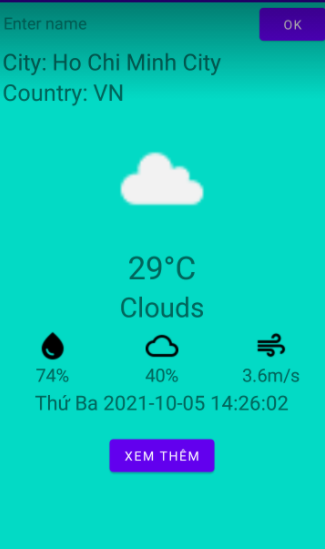 Enter name
OK
City: Ho Chi Minh City
Country: VN
29°C
Clouds
74% 40% 3.6m/s
Thứ Ba 2021-10-05 14:26:02
XEM THÊM